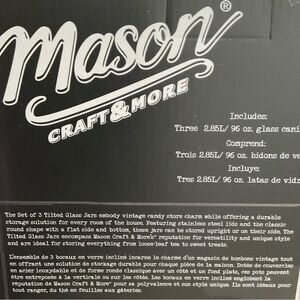 Mason®
CRAFT & MORE
Includes:
Three 2.85L/ 96 oz. glass cani
Comprend:
Trois 2.85L/ 96 oz. bidons de ve
Incluye:
Tres 2.85L/ 96 oz. latas de vidr
The Set of 3 Tilted Glass Jars embody vintage candy store charm while offering a durable
storage solution for every room of the house. Featuring stainless steel lids and the classic
round shape with a flat side and bottom, these jars can be stored upright or on their side. The
Tilted Glass Jars encompass Mason Craft & More's reputation for versatility and unique style
and are ideal for storing everything from loose-leaf tea to sweet treats.
L'ensemble de 3 bocaux en verre incliné incarne le charme d'un magasin de bonbons vintage tout
en offrant une solution de stockage durable pour chaque pièce de la maison. Dotés de couvercles
en acier inoxydable et de forme ronde classique avec un côté et un fond plats, ces pots peuvent
être entreposés à la verticale ou sur le côté. Les bocaux en verre incliné englobent la
réputation de Mason Craft & More pour sa polyvalence et son style unique. Ils sont idéaux pour
tout ranger, du thé en feuilles aux gâteries.